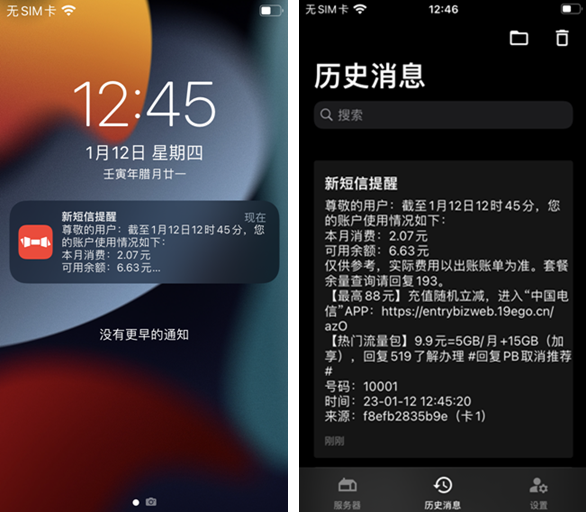 无SIM卡
12:45
1月12日 星期四
壬寅年腊月廿一
新短信提醒
现在
尊敬的用户：截至1月12日12时45分，您
的账户使用情况如下：
本月消费：2.07元
可用余额：6.63元...
没有更早的通知
无SIM卡
12:46
历史消息
搜索
新短信提醒
尊敬的用户：截至1月12日12时45分，您
的账户使用情况如下：
本月消费：2.07元
可用余额：6.63元
仅供参考，实际费用以出账账单为准。套餐
余量查询请回复193。
【最高88元】充值随机立减，进入“中国电
信”APP：https://entrybizweb.19ego.cn/
azO
【热门流量包】9.9元=5GB/月+15GB（加
享），回复519了解办理 #回复PB取消推荐
#
号码：10001
时间：23-01-12 12:45:20
来源：f8efb2835b9e（卡1）
刚刚
服务器
历史消息
设置